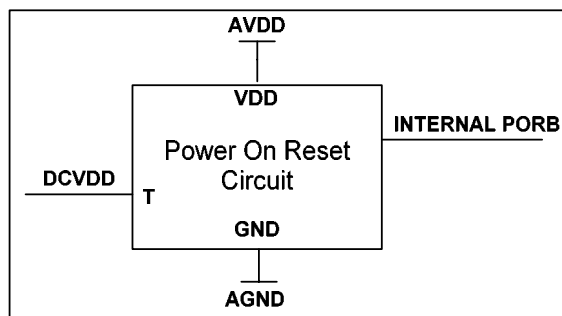 AVDD
VDD
INTERNAL PORB
Power On Reset
Circuit
DCVDD
T
GND
AGND